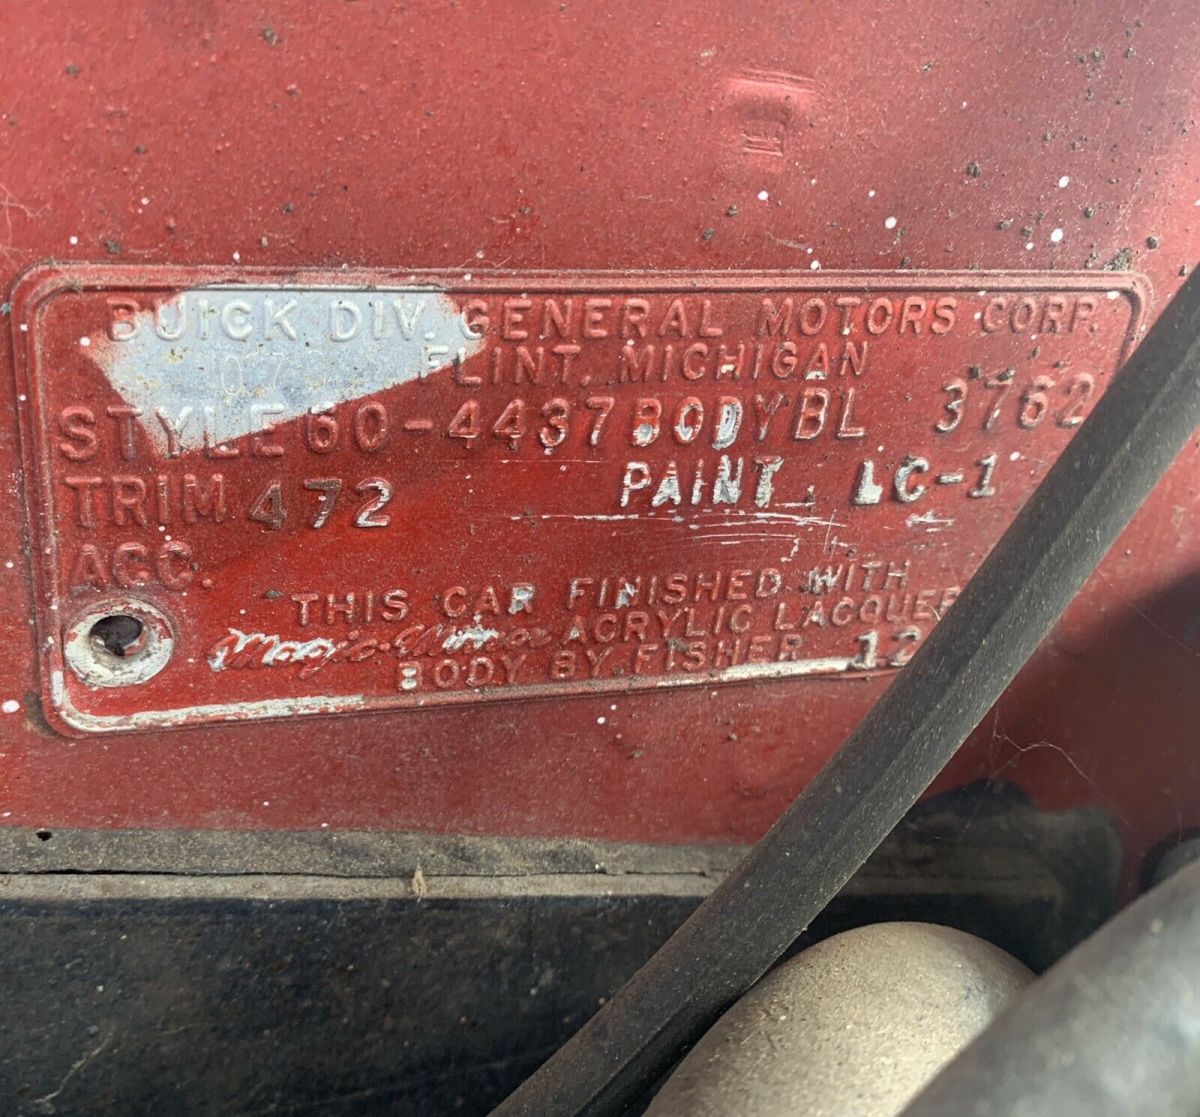 BUICK DIV. GENERAL MOTORS CORP.
FLINT, MICHIGAN
STYLE 60-4437 BODY BL 3762
TRIM 472 PAINT LC-1
ACC.
THIS CAR FINISHED WITH
Magic-Mirror ACRYLIC LACQUER
BODY BY FISHER 12